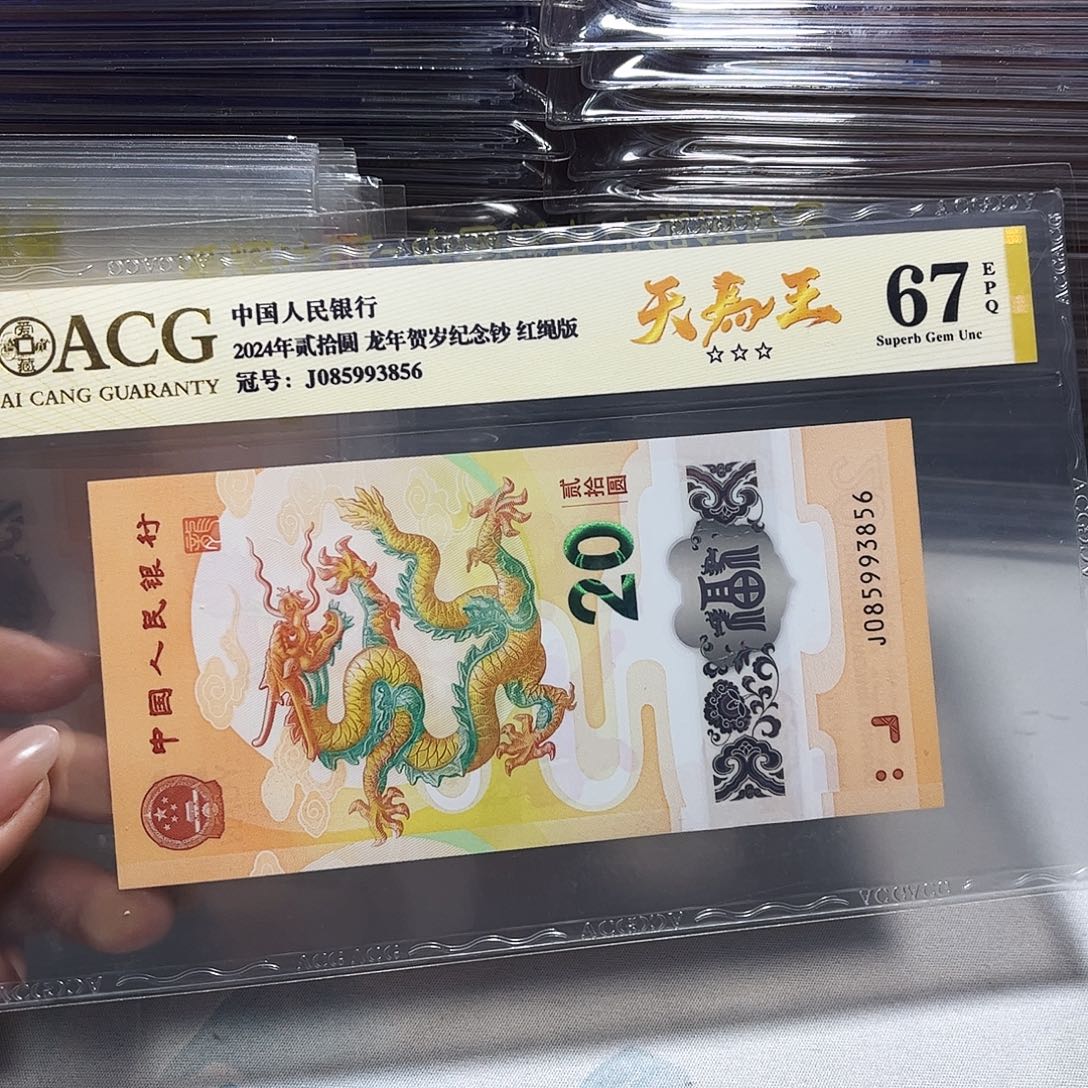 ACG
AI CANG GUARANTY
中国人民银行
2024年贰拾圆 龙年贺岁纪念钞 红绳版
冠号：J085993856
天為王
☆☆☆
67
EPQ
Superb Gem Unc
中国人民银行
贰拾圆
20
福
J085993856